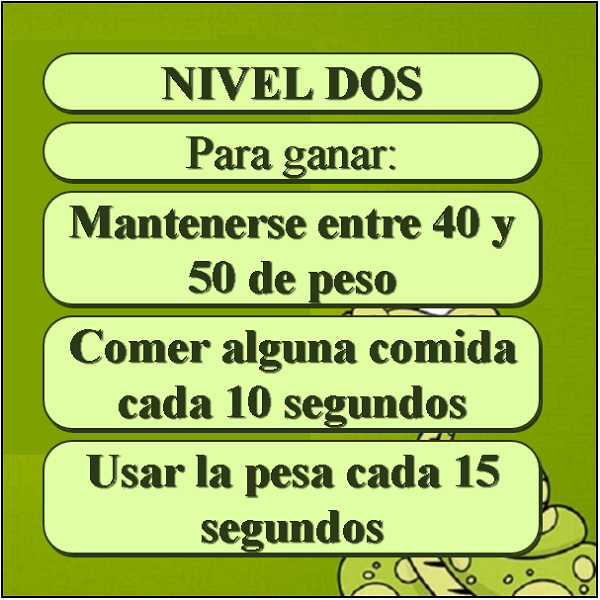 NIVEL DOS
Para ganar:
Mantenerse entre 40 y
50 de peso
Comer alguna comida
cada 10 segundos
Usar la pesa cada 15
segundos